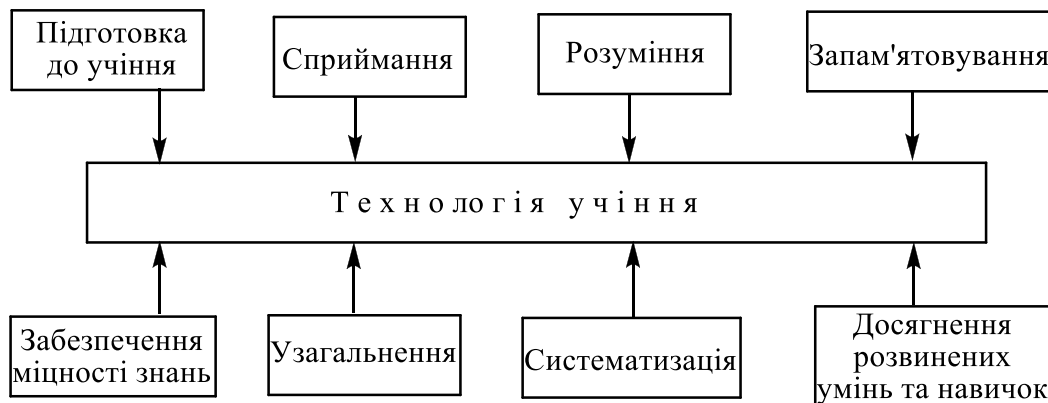 Підготовка
до учіння
Сприймання
Розуміння
Запам'ятовування
Технологія учіння
Забезпечення
міцності знань
Узагальнення
Систематизація
Досягнення
розвинених
умінь та навичок